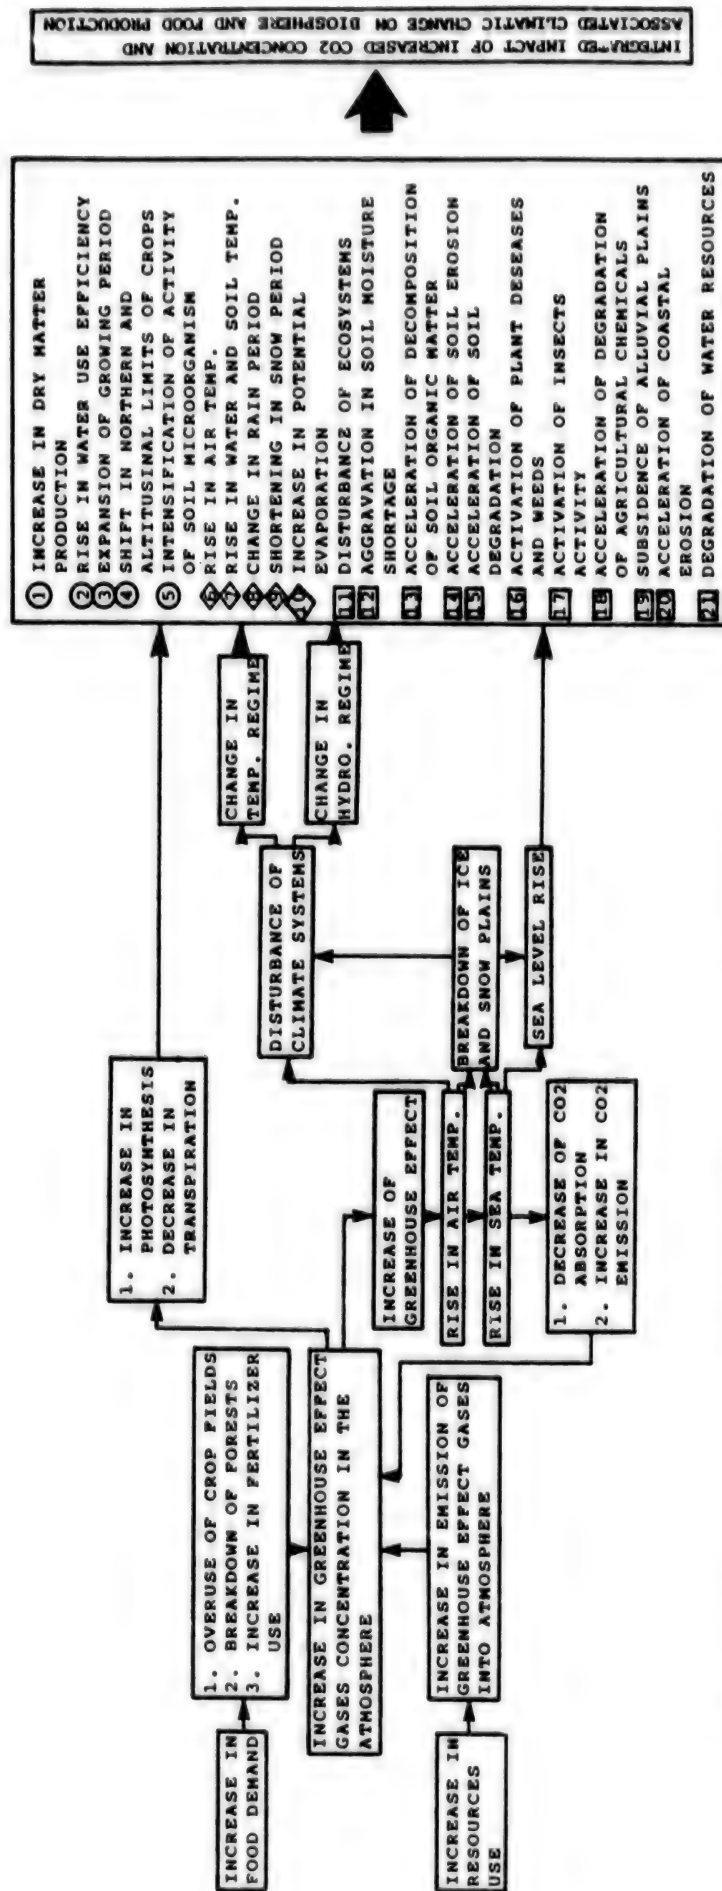 INCREASE IN
FOOD DEMAND
1. OVERUSE OF CROP FIELDS
2. BREAKDOWN OF FORESTS
3. INCREASE IN FERTILIZER
USE
INCREASE IN GREENHOUSE EFFECT
GASES CONCENTRATION IN THE
ATMOSPHERE
INCREASE IN
RESOURCES
USE
INCREASE IN EMISSION OF
GREENHOUSE EFFECT GASES
INTO ATMOSPHERE
1. INCREASE IN
PHOTOSYNTHESIS
2. DECREASE IN
TRANSPIRATION
INCREASE OF
GREENHOUSE EFFECT
RISE IN AIR TEMP.
RISE IN SEA TEMP.
1. DECREASE OF CO2
ABSORPTION
2. INCREASE IN CO2
EMISSION
DISTURBANCE OF
CLIMATE SYSTEMS
BREAKDOWN OF ICE
AND SNOW PLAINS
SEA LEVEL RISE
CHANGE IN
TEMP. REGIME
CHANGE IN
HYDRO. REGIME
1 INCREASE IN DRY MATTER
PRODUCTION
2 RISE IN WATER USE EFFICIENCY
3 EXPANSION OF GROWING PERIOD
4 SHIFT IN NORTHERN AND
ALTITUSINAL LIMITS OF CROPS
5 INTENSIFICATION OF ACTIVITY
OF SOIL MICROORGANISM
6 RISE IN AIR TEMP.
7 RISE IN WATER AND SOIL TEMP.
8 CHANGE IN RAIN PERIOD
9 SHORTENING IN SNOW PERIOD
10 INCREASE IN POTENTIAL
EVAPORATION
11 DISTURBANCE OF ECOSYSTEMS
12 AGGRAVATION IN SOIL MOISTURE
SHORTAGE
13 ACCELERATION OF DECOMPOSITION
OF SOIL ORGANIC MATTER
14 ACCELERATION OF SOIL EROSION
15 ACCELERATION OF SOIL
DEGRADATION
16 ACTIVATION OF PLANT DESEASES
AND WEEDS
17 ACTIVATION OF INSECTS
ACTIVITY
18 ACCELERATION OF DEGRADATION
OF AGRICULTURAL CHEMICALS
19 SUBSIDENCE OF ALLUVIAL PLAINS
20 ACCELERATION OF COASTAL
EROSION
21 DEGRADATION OF WATER RESOURCES
INTEGRATED IMPACT OF INCREASED CO2 CONCENTRATION AND
ASSOCIATED CLIMATIC CHANGE ON BIOSPHERE AND FOOD PRODUCTION